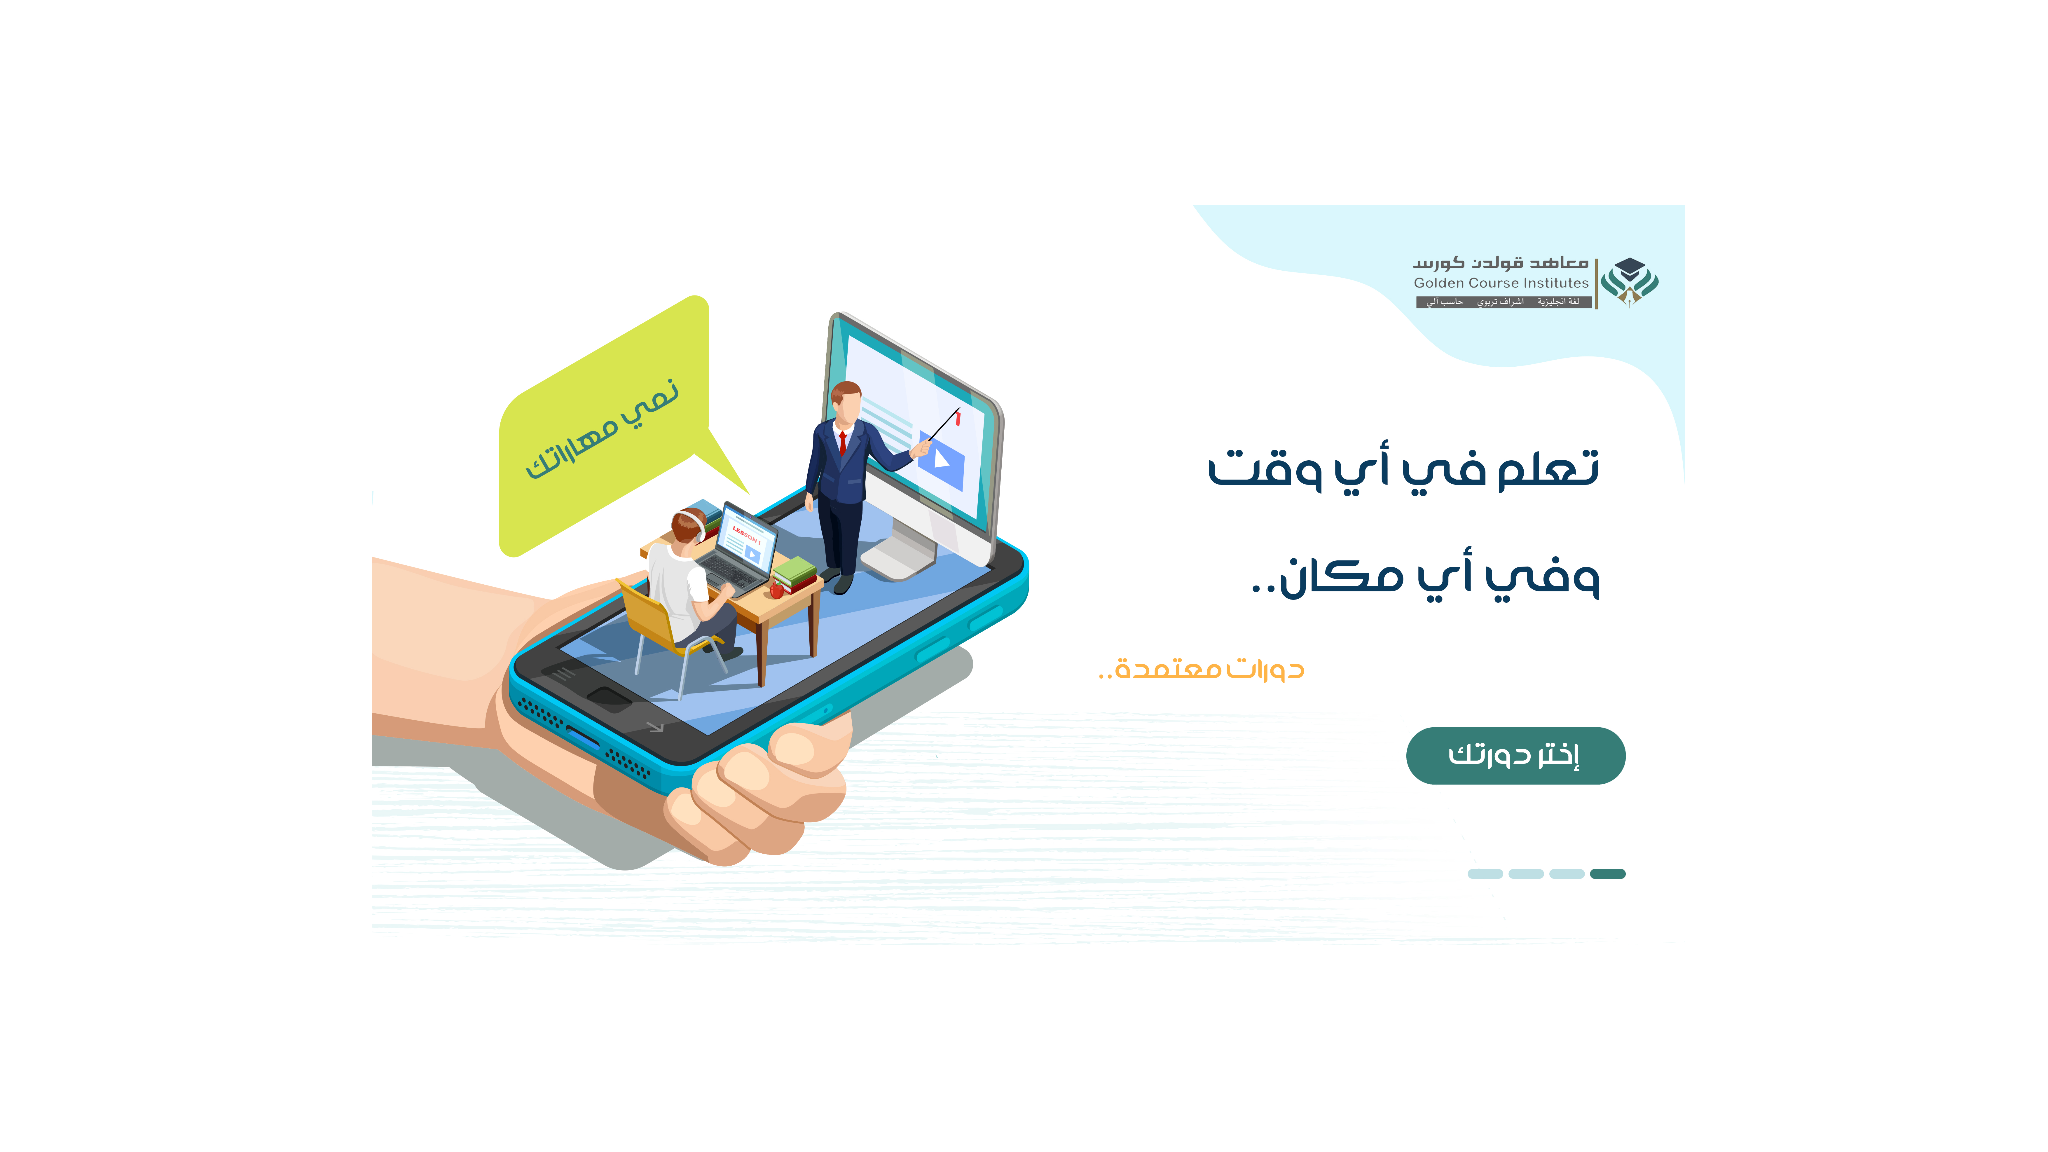 معاهد قولدن كورس
Golden Course Institutes
لغة انجليزية اشراف تربوي حاسب آلي
نمي مهاراتك
تعلم في أي وقت
وفي أي مكان..
دورات معتمدة..
إختر دورتك
LESSON 1